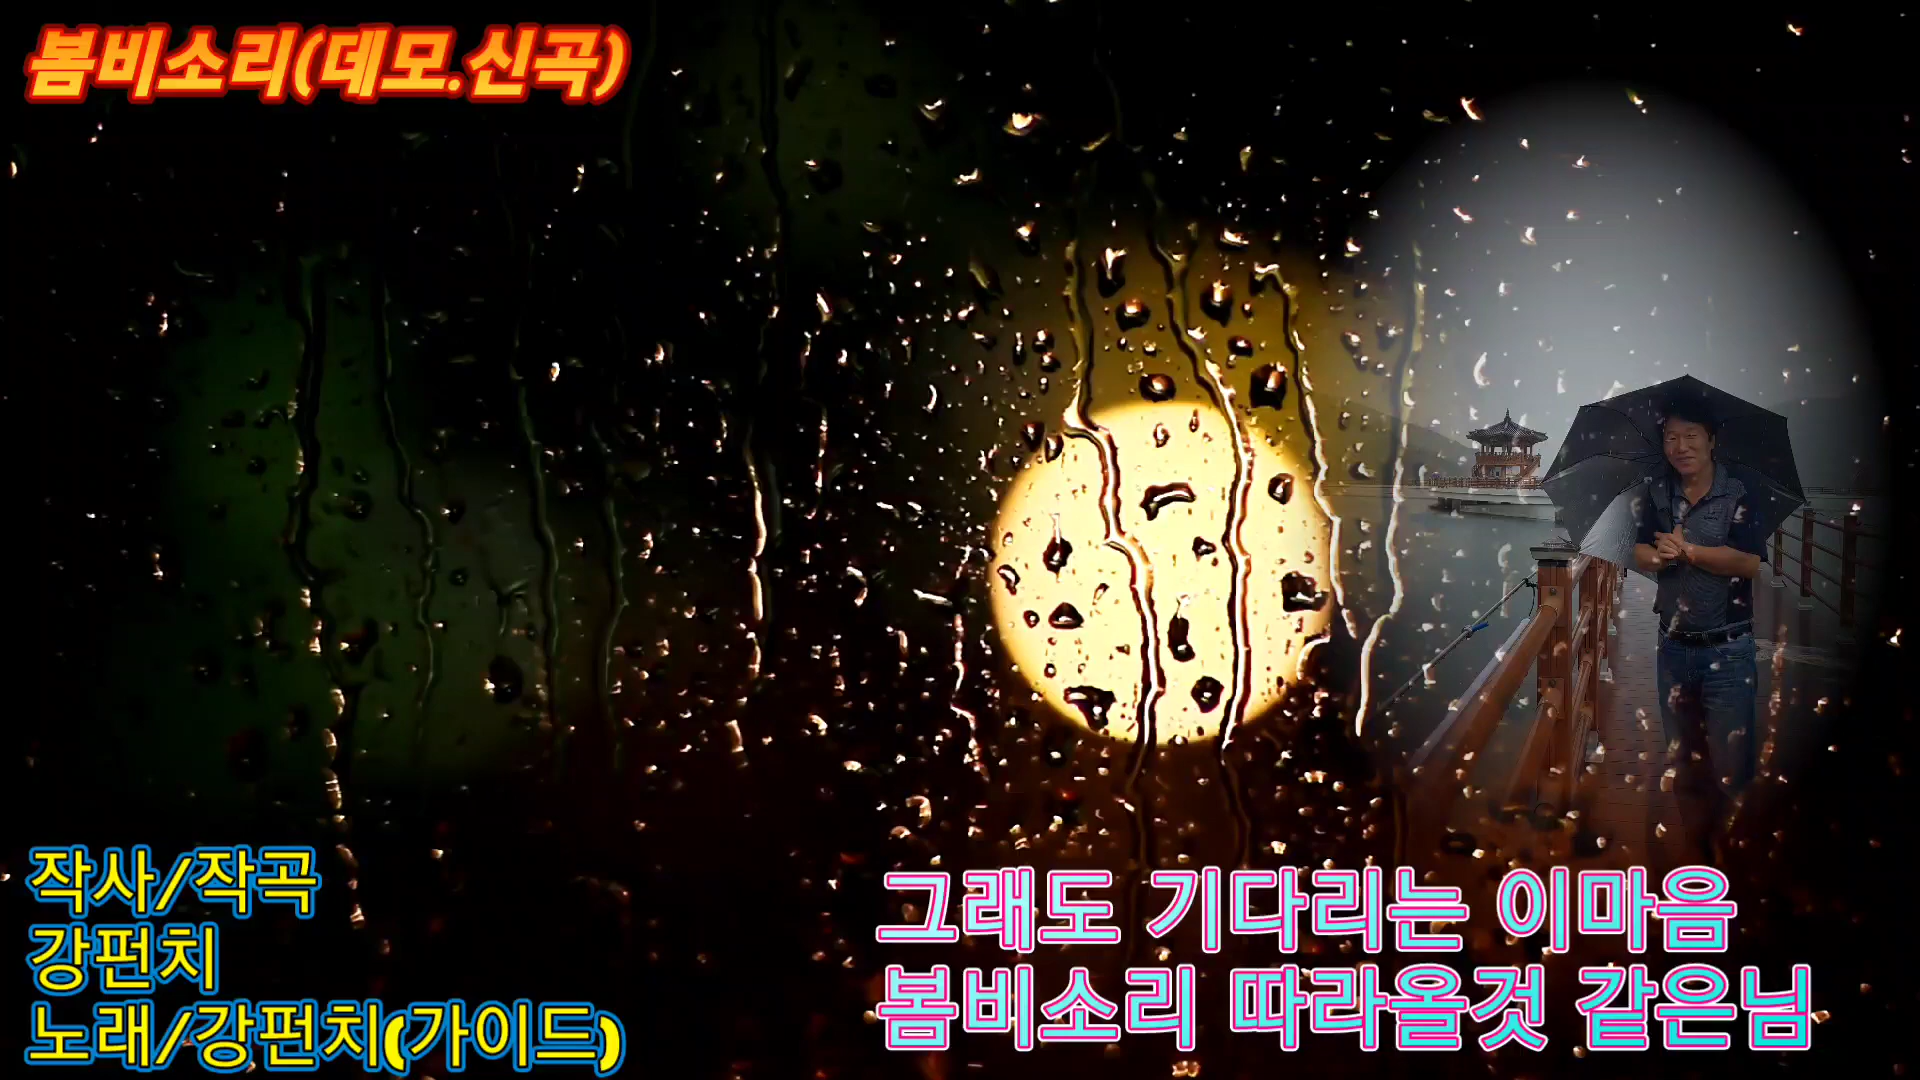 봄비소리(데모.신곡)
작사/작곡
강펀치
노래/강펀치(가이드)
그래도 기다리는 이마음
봄비소리 따라올것 같은님